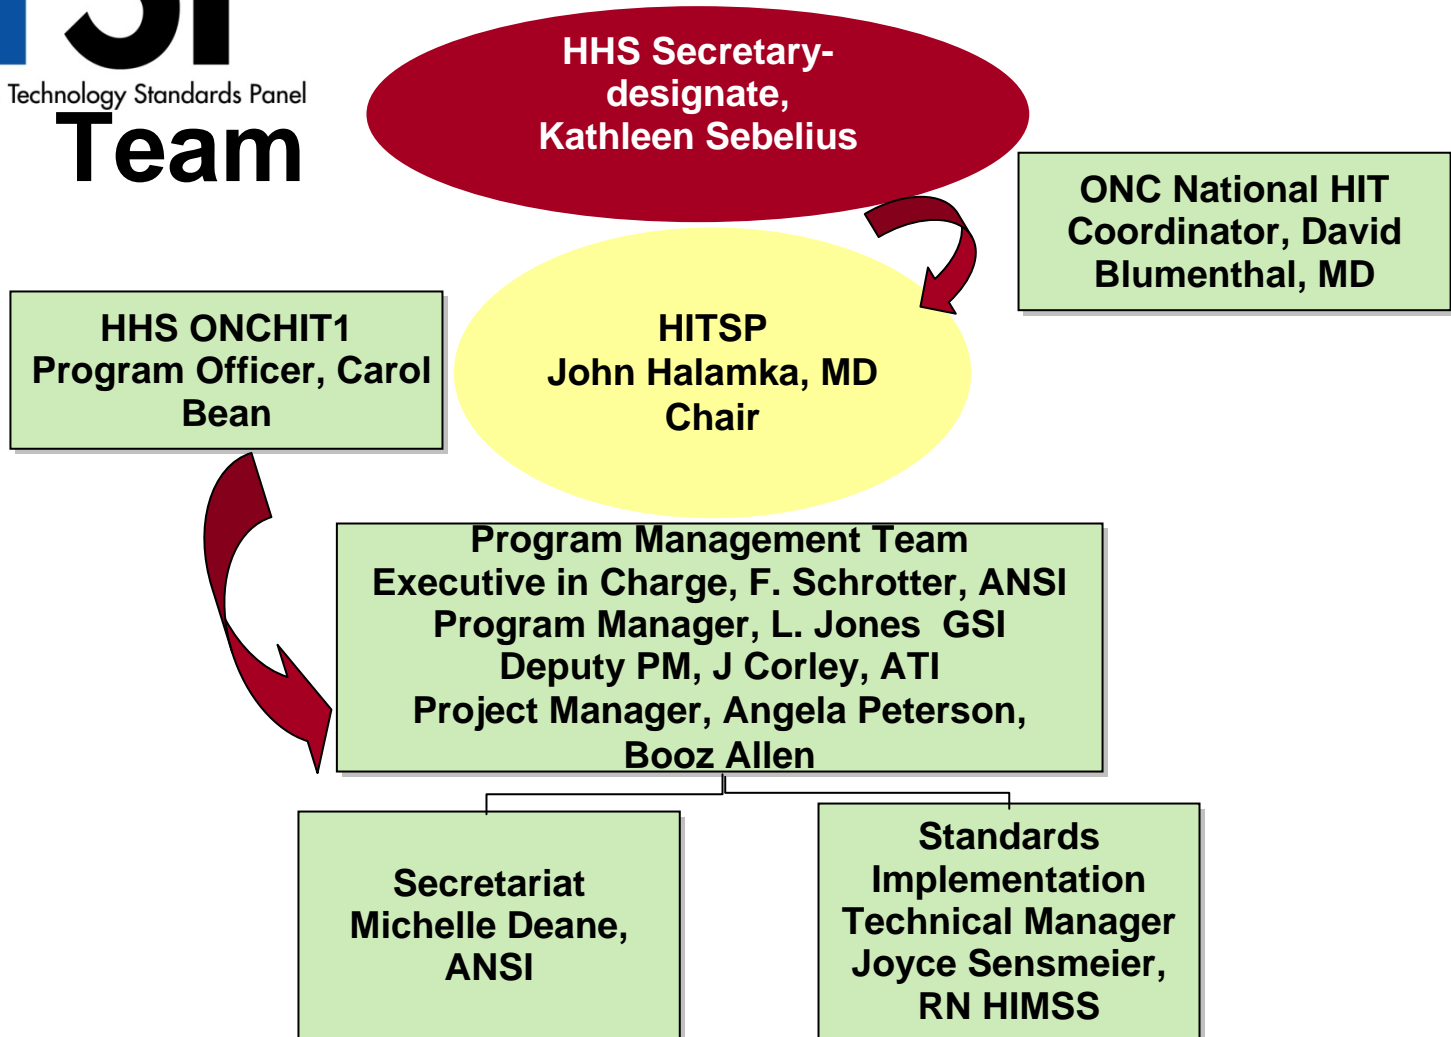 Technology Standards Panel
Team
HHS Secretary-
designate,
Kathleen Sebelius
ONC National HIT
Coordinator, David
Blumenthal, MD
HHS ONCHIT1
Program Officer, Carol
Bean
HITSP
John Halamka, MD
Chair
Program Management Team
Executive in Charge, F. Schrotter, ANSI
Program Manager, L. Jones  GSI
Deputy PM, J Corley, ATI
Project Manager, Angela Peterson,
Booz Allen
Secretariat
Michelle Deane,
ANSI
Standards
Implementation
Technical Manager
Joyce Sensmeier,
RN HIMSS